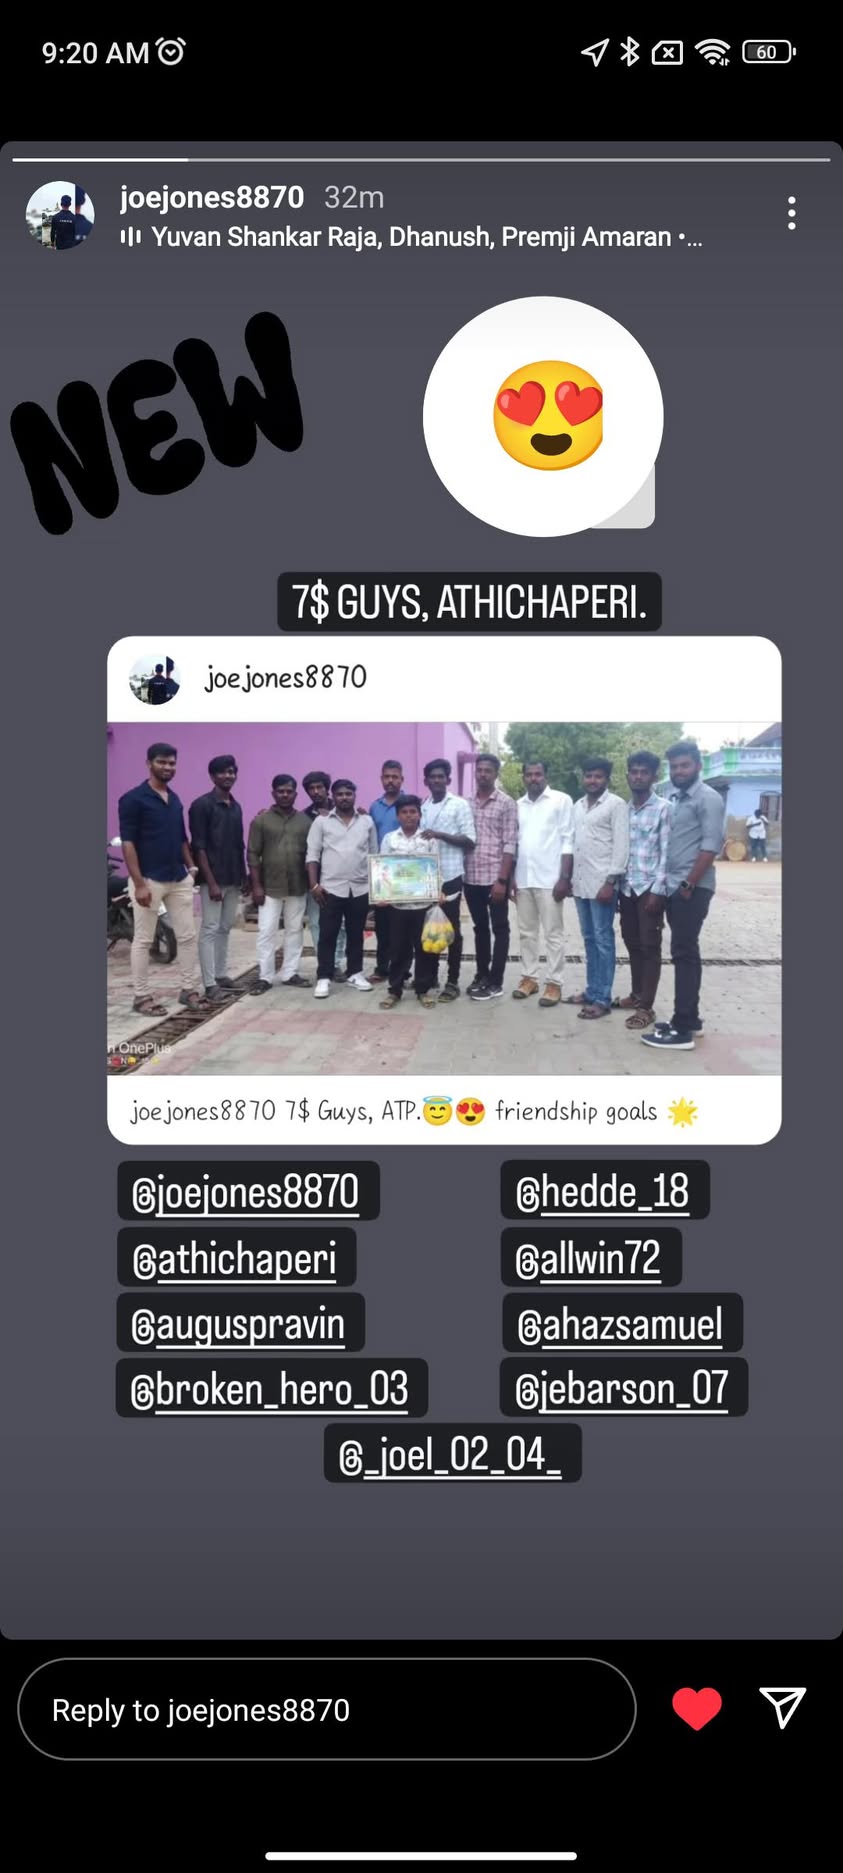 9:20 AM
60
joejones8870 32m
Yuvan Shankar Raja, Dhanush, Premji Amaran •...
NEW
7$ GUYS, ATHICHAPERI.
joejones8870
OnePlus
joejones8870 7$ Guys, ATP.😇😍 friendship goals 🌟
@joejones8870
@hedde_18
@athichaperi
@allwin72
@auguspravin
@ahazsamuel
@broken_hero_03
@jebarson_07
@_joel_02_04_
Reply to joejones8870